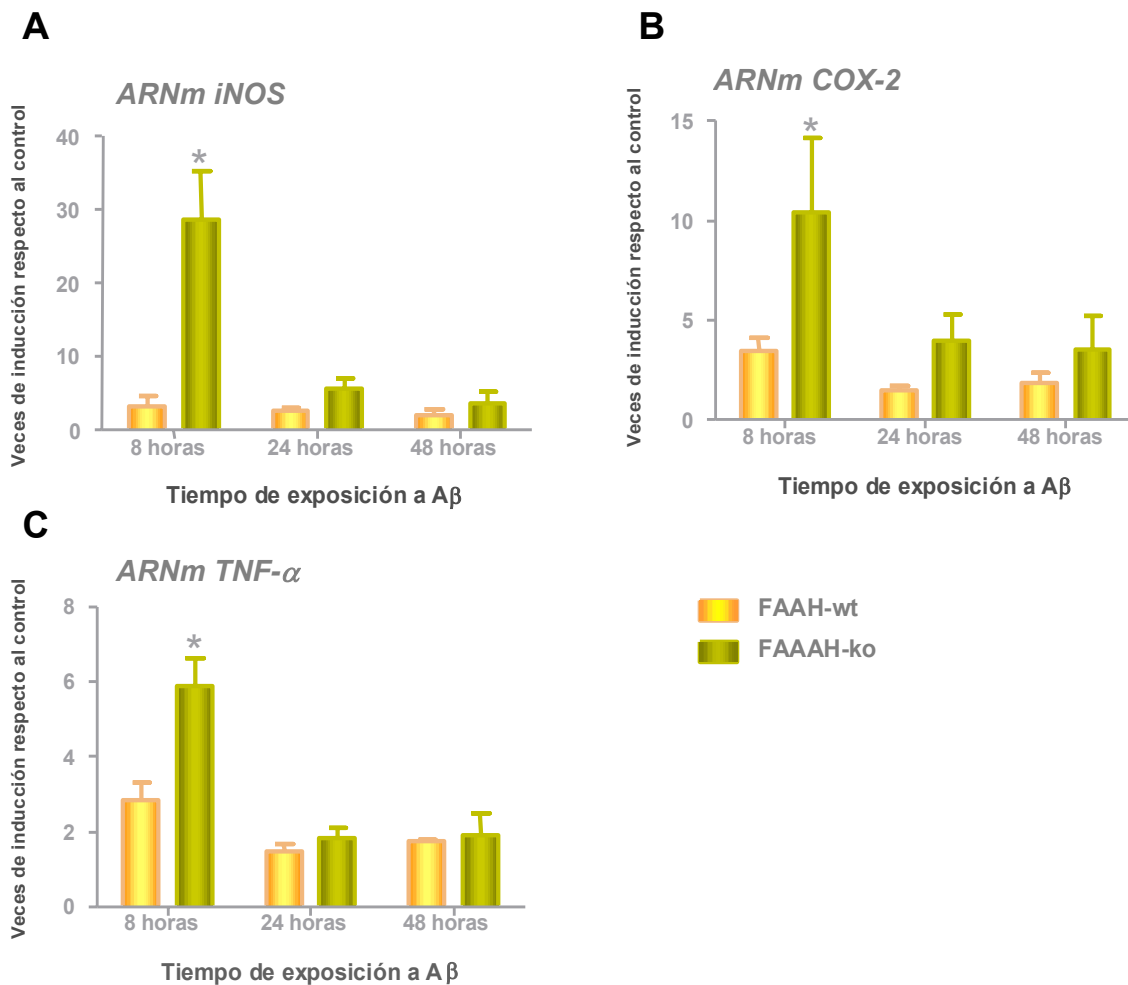 A
ARNm iNOS
Veces de inducción respecto al control
40
30
20
10
0
*
8 horas
24 horas
48 horas
Tiempo de exposición a Aβ
B
ARNm COX-2
Veces de inducción respecto al control
15
10
5
0
*
8 horas
24 horas
48 horas
Tiempo de exposición a Aβ
C
ARNm TNF-α
Veces de inducción respecto al control
8
6
4
2
0
*
8 horas
24 horas
48 horas
Tiempo de exposición a Aβ
FAAH-wt
FAAAH-ko